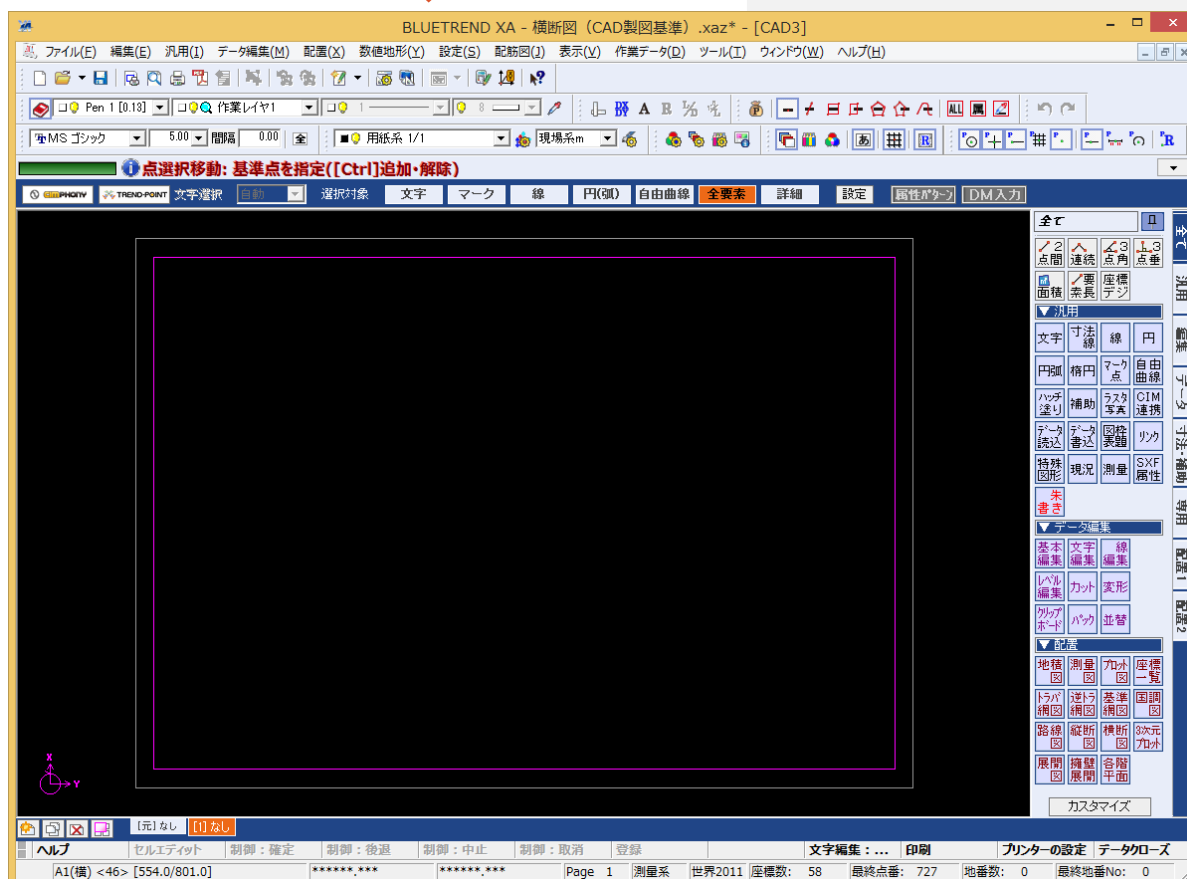 BLUETREND XA - 横断図（CAD製図基準）.xaz* - [CAD3]
ファイル(F) 編集(E) 汎用(I) データ編集(M) 配置(X) 数値地形(Y) 設定(S) 配筋図(J) 表示(V) 作業データ(D) ツール(T) ウィンドウ(W) ヘルプ(H)
Pen 1 [0.13] 作業レイヤ1 1 8 A R ALL
MS ゴシック 5.00 間隔 0.00 全 用紙系 1/1 現場系m あ R R
点選択移動: 基準点を指定([Ctrl]追加・解除)
TREND-POINT 文字選択 自動 選択対象 文字 マーク 線 円(弧) 自由曲線 全要素 詳細 設定 属性パターン DM入力
全て
2点間 連続 3点角 3点垂
面積 要素長 座標デジ
▼ 汎用
文字 寸法線 線 円
円弧 楕円 マーク点 自由曲線
ハッチ塗り 補助 ラスタ写真 CIM連携
データ読込 データ書込 図枠表題 リンク
特殊図形 現況 測量 SXF属性
朱書き
▼ データ編集
基本編集 文字編集 線編集
レベル編集 カット 変形
クリップボード パック 並替
▼ 配置
地積図 測量図 プロット図 座標一覧
トラバ網図 逆トラ網図 基準網図 国調図
路線図 縦断図 横断図 3次元プロット
展開図 擁壁展開 各階平面
カスタマイズ
全て
汎用
編集
データ
寸法・補助
専用
配置1
配置2
X
Y
[元] なし [1] なし
ヘルプ セルエディット 制御：確定 制御：後退 制御：中止 制御：取消 登録 文字編集：... 印刷 プリンターの設定 データクローズ
A1(横) <46> [554.0/801.0] ******.*** ******.*** Page 1 測量系 世界2011 座標数: 58 最終点番: 727 地番数: 0 最終地番No: 0